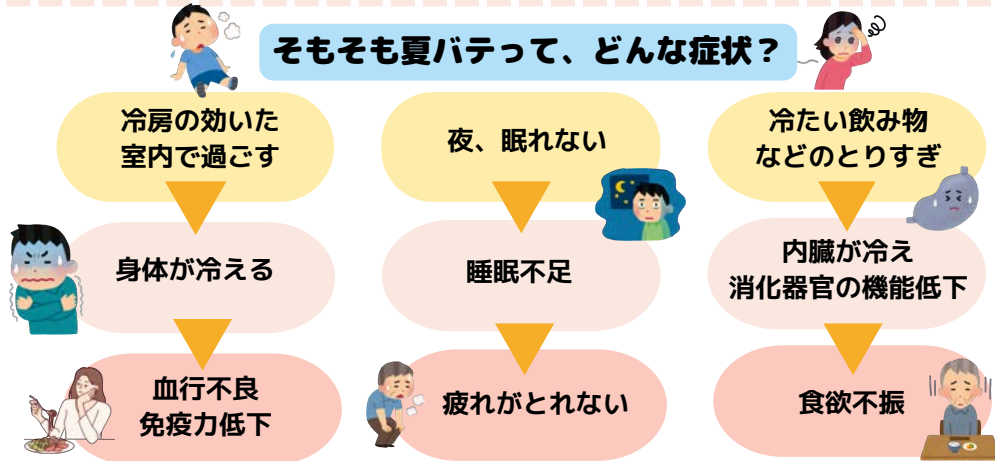 そもそも夏バテって、どんな症状？
冷房の効いた
室内で過ごす
身体が冷える
血行不良
免疫力低下
夜、眠れない
睡眠不足
疲れがとれない
冷たい飲み物
などのとりすぎ
内臓が冷え
消化器官の機能低下
食欲不振